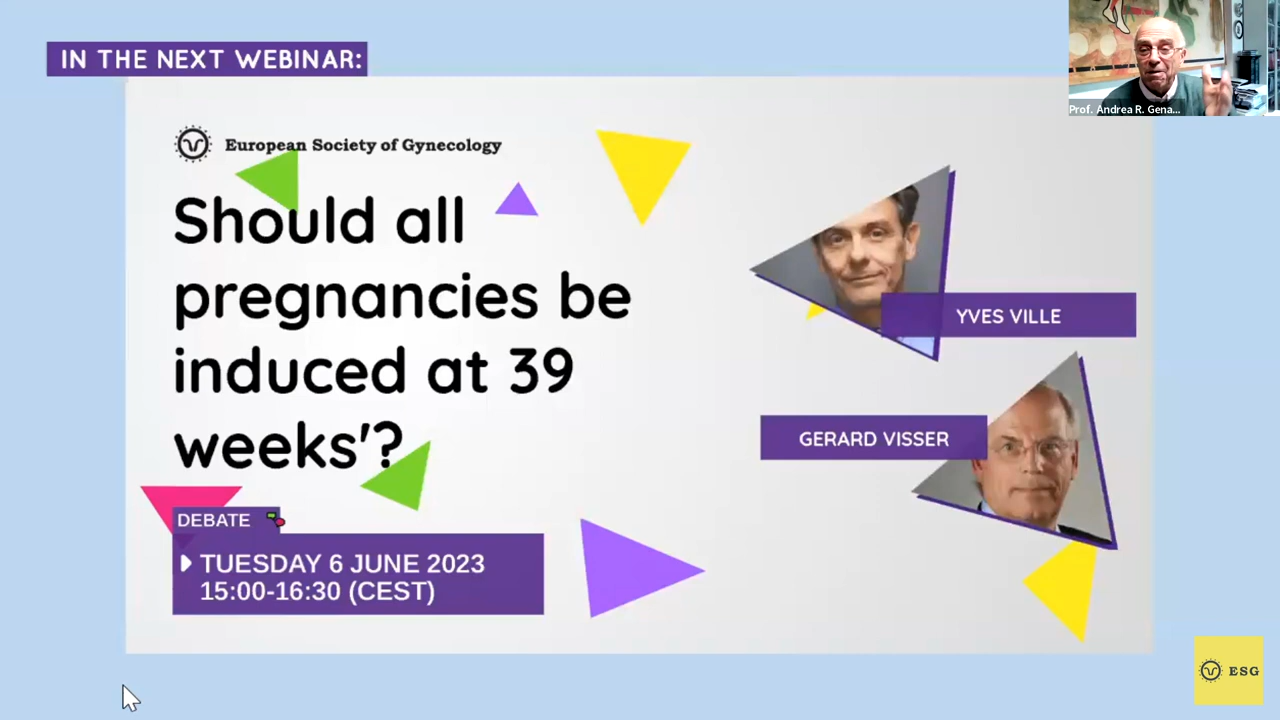 IN THE NEXT WEBINAR:
Prof. Andrea R. Gena...
European Society of Gynecology
Should all
pregnancies be
induced at 39
weeks'?
YVES VILLE
GERARD VISSER
DEBATE
TUESDAY 6 JUNE 2023
15:00-16:30 (CEST)
ESG